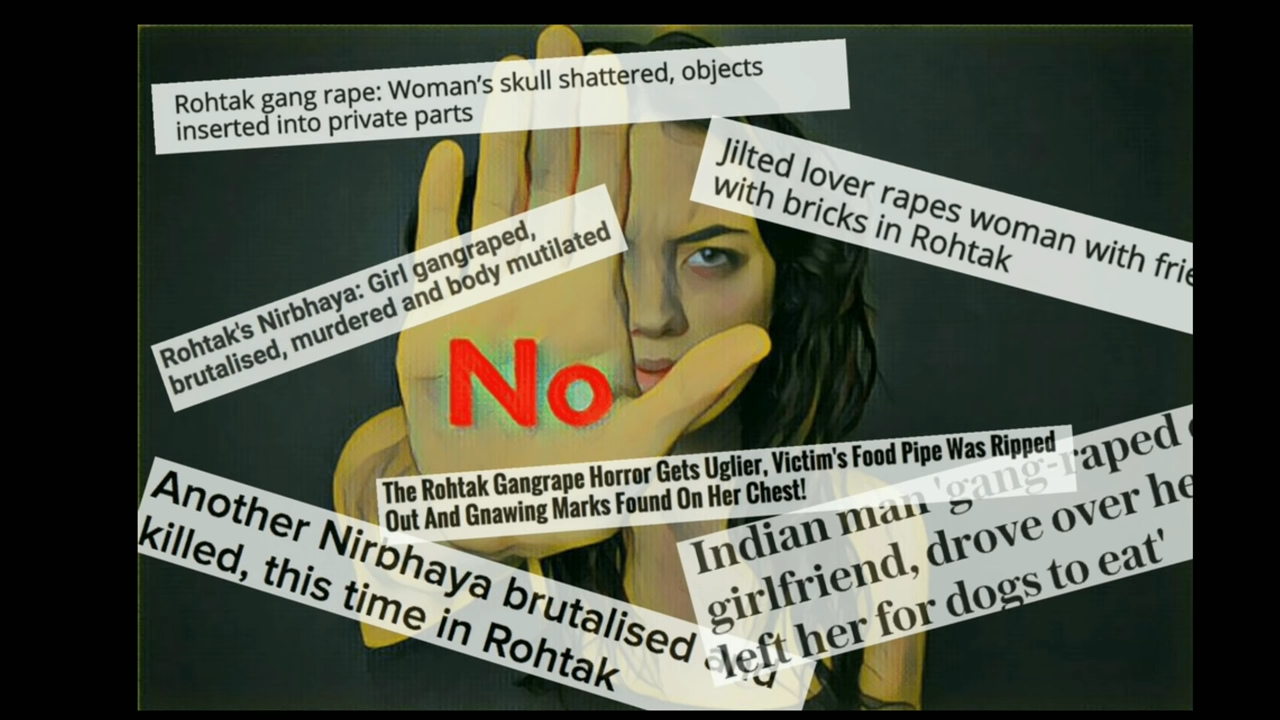 Rohtak gang rape: Woman's skull shattered, objects
inserted into private parts
Jilted lover rapes woman with
with bricks in Rohtak
Rohtak's Nirbhaya: Girl gangraped,
brutalised, murdered and body mutilated
No
The Rohtak Gangrape Horror Gets Uglier, Victim's Food Pipe Was Ripped
Out And Gnawing Marks Found On Her Chest!
Another Nirbhaya brutalised and
killed, this time in Rohtak
Indian man 'gang-raped
girlfriend, drove over
left her for dogs to eat'